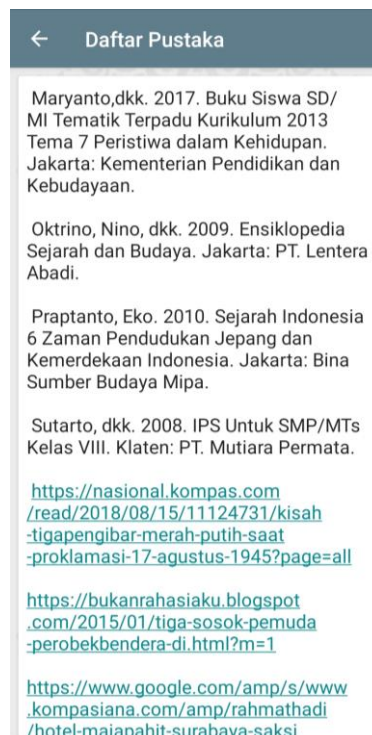 Daftar Pustaka
Maryanto,dkk. 2017. Buku Siswa SD/
MI Tematik Terpadu Kurikulum 2013
Tema 7 Peristiwa dalam Kehidupan.
Jakarta: Kementerian Pendidikan dan
Kebudayaan.
Oktrino, Nino, dkk. 2009. Ensiklopedia
Sejarah dan Budaya. Jakarta: PT. Lentera
Abadi.
Praptanto, Eko. 2010. Sejarah Indonesia
6 Zaman Pendudukan Jepang dan
Kemerdekaan Indonesia. Jakarta: Bina
Sumber Budaya Mipa.
Sutarto, dkk. 2008. IPS Untuk SMP/MTs
Kelas VIII. Klaten: PT. Mutiara Permata.
https://nasional.kompas.com
/read/2018/08/15/11124731/kisah
-tigapengibar-merah-putih-saat
-proklamasi-17-agustus-1945?page=all
https://bukanrahasiaku.blogspot
.com/2015/01/tiga-sosok-pemuda
-perobekbendera-di.html?m=1
https://www.google.com/amp/s/www
.kompasiana.com/amp/rahmathadi
/hotel-majapahit-surabaya-saksi